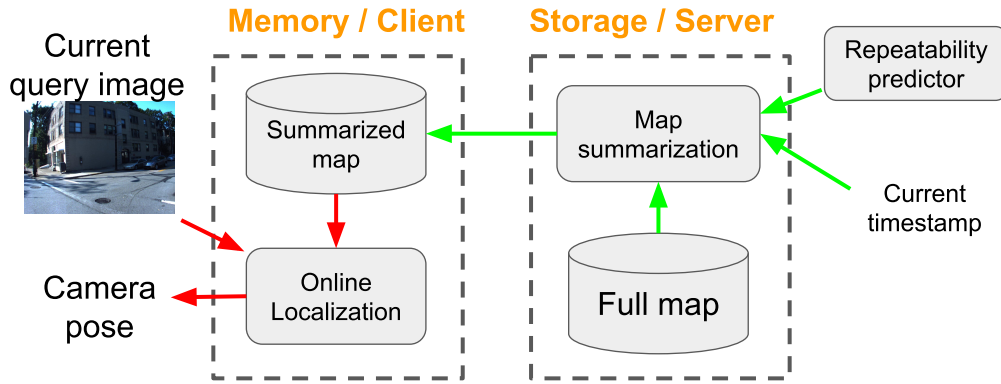 Memory / Client
Storage / Server
Current
query image
Summarized
map
Map
summarization
Repeatability
predictor
Current
timestamp
Online
Localization
Full map
Camera
pose